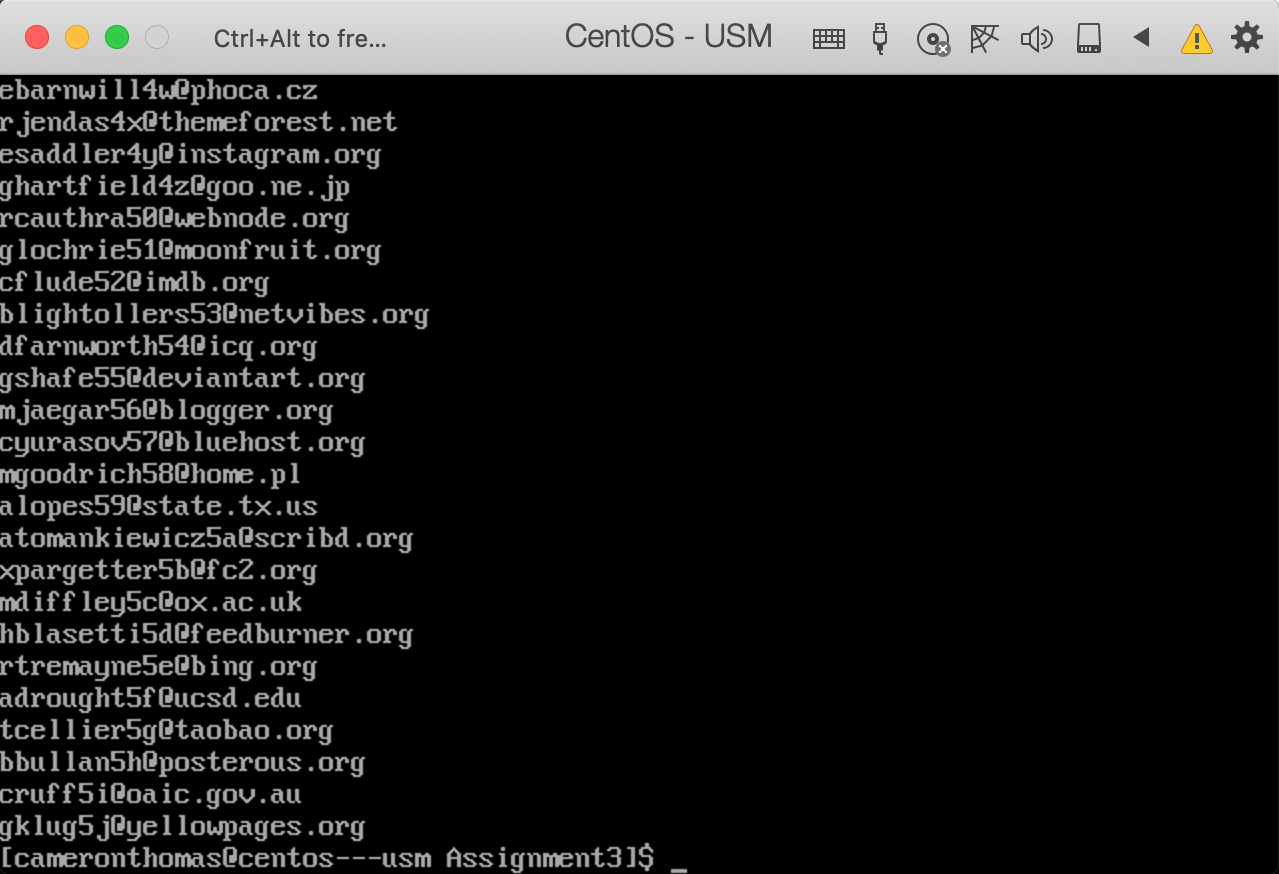 Ctrl+Alt to fre...
CentOS - USM
ebarnwill4w@phoca.cz
rjendas4x@themeforest.net
esaddler4y@instagram.org
ghartfield4z@goo.ne.jp
rcauthra50@webnode.org
glochrie51@moonfruit.org
cflude52@imdb.org
blightollers53@netvibes.org
dfarnworth54@icq.org
gshafe55@deviantart.org
mjaegar56@blogger.org
cyurasov57@bluehost.org
mgoodrich58@home.pl
alopes59@state.tx.us
atomankiewicz5a@scribd.org
xpargetter5b@fc2.org
mdiffley5c@ox.ac.uk
hblasetti5d@feedburner.org
rtremayne5e@bing.org
adrought5f@ucsd.edu
tcellier5g@taobao.org
bbullan5h@posterous.org
cruff5i@oaic.gov.au
gklug5j@yellowpages.org
[cameronthomas@centos---usm Assignment3]$ _